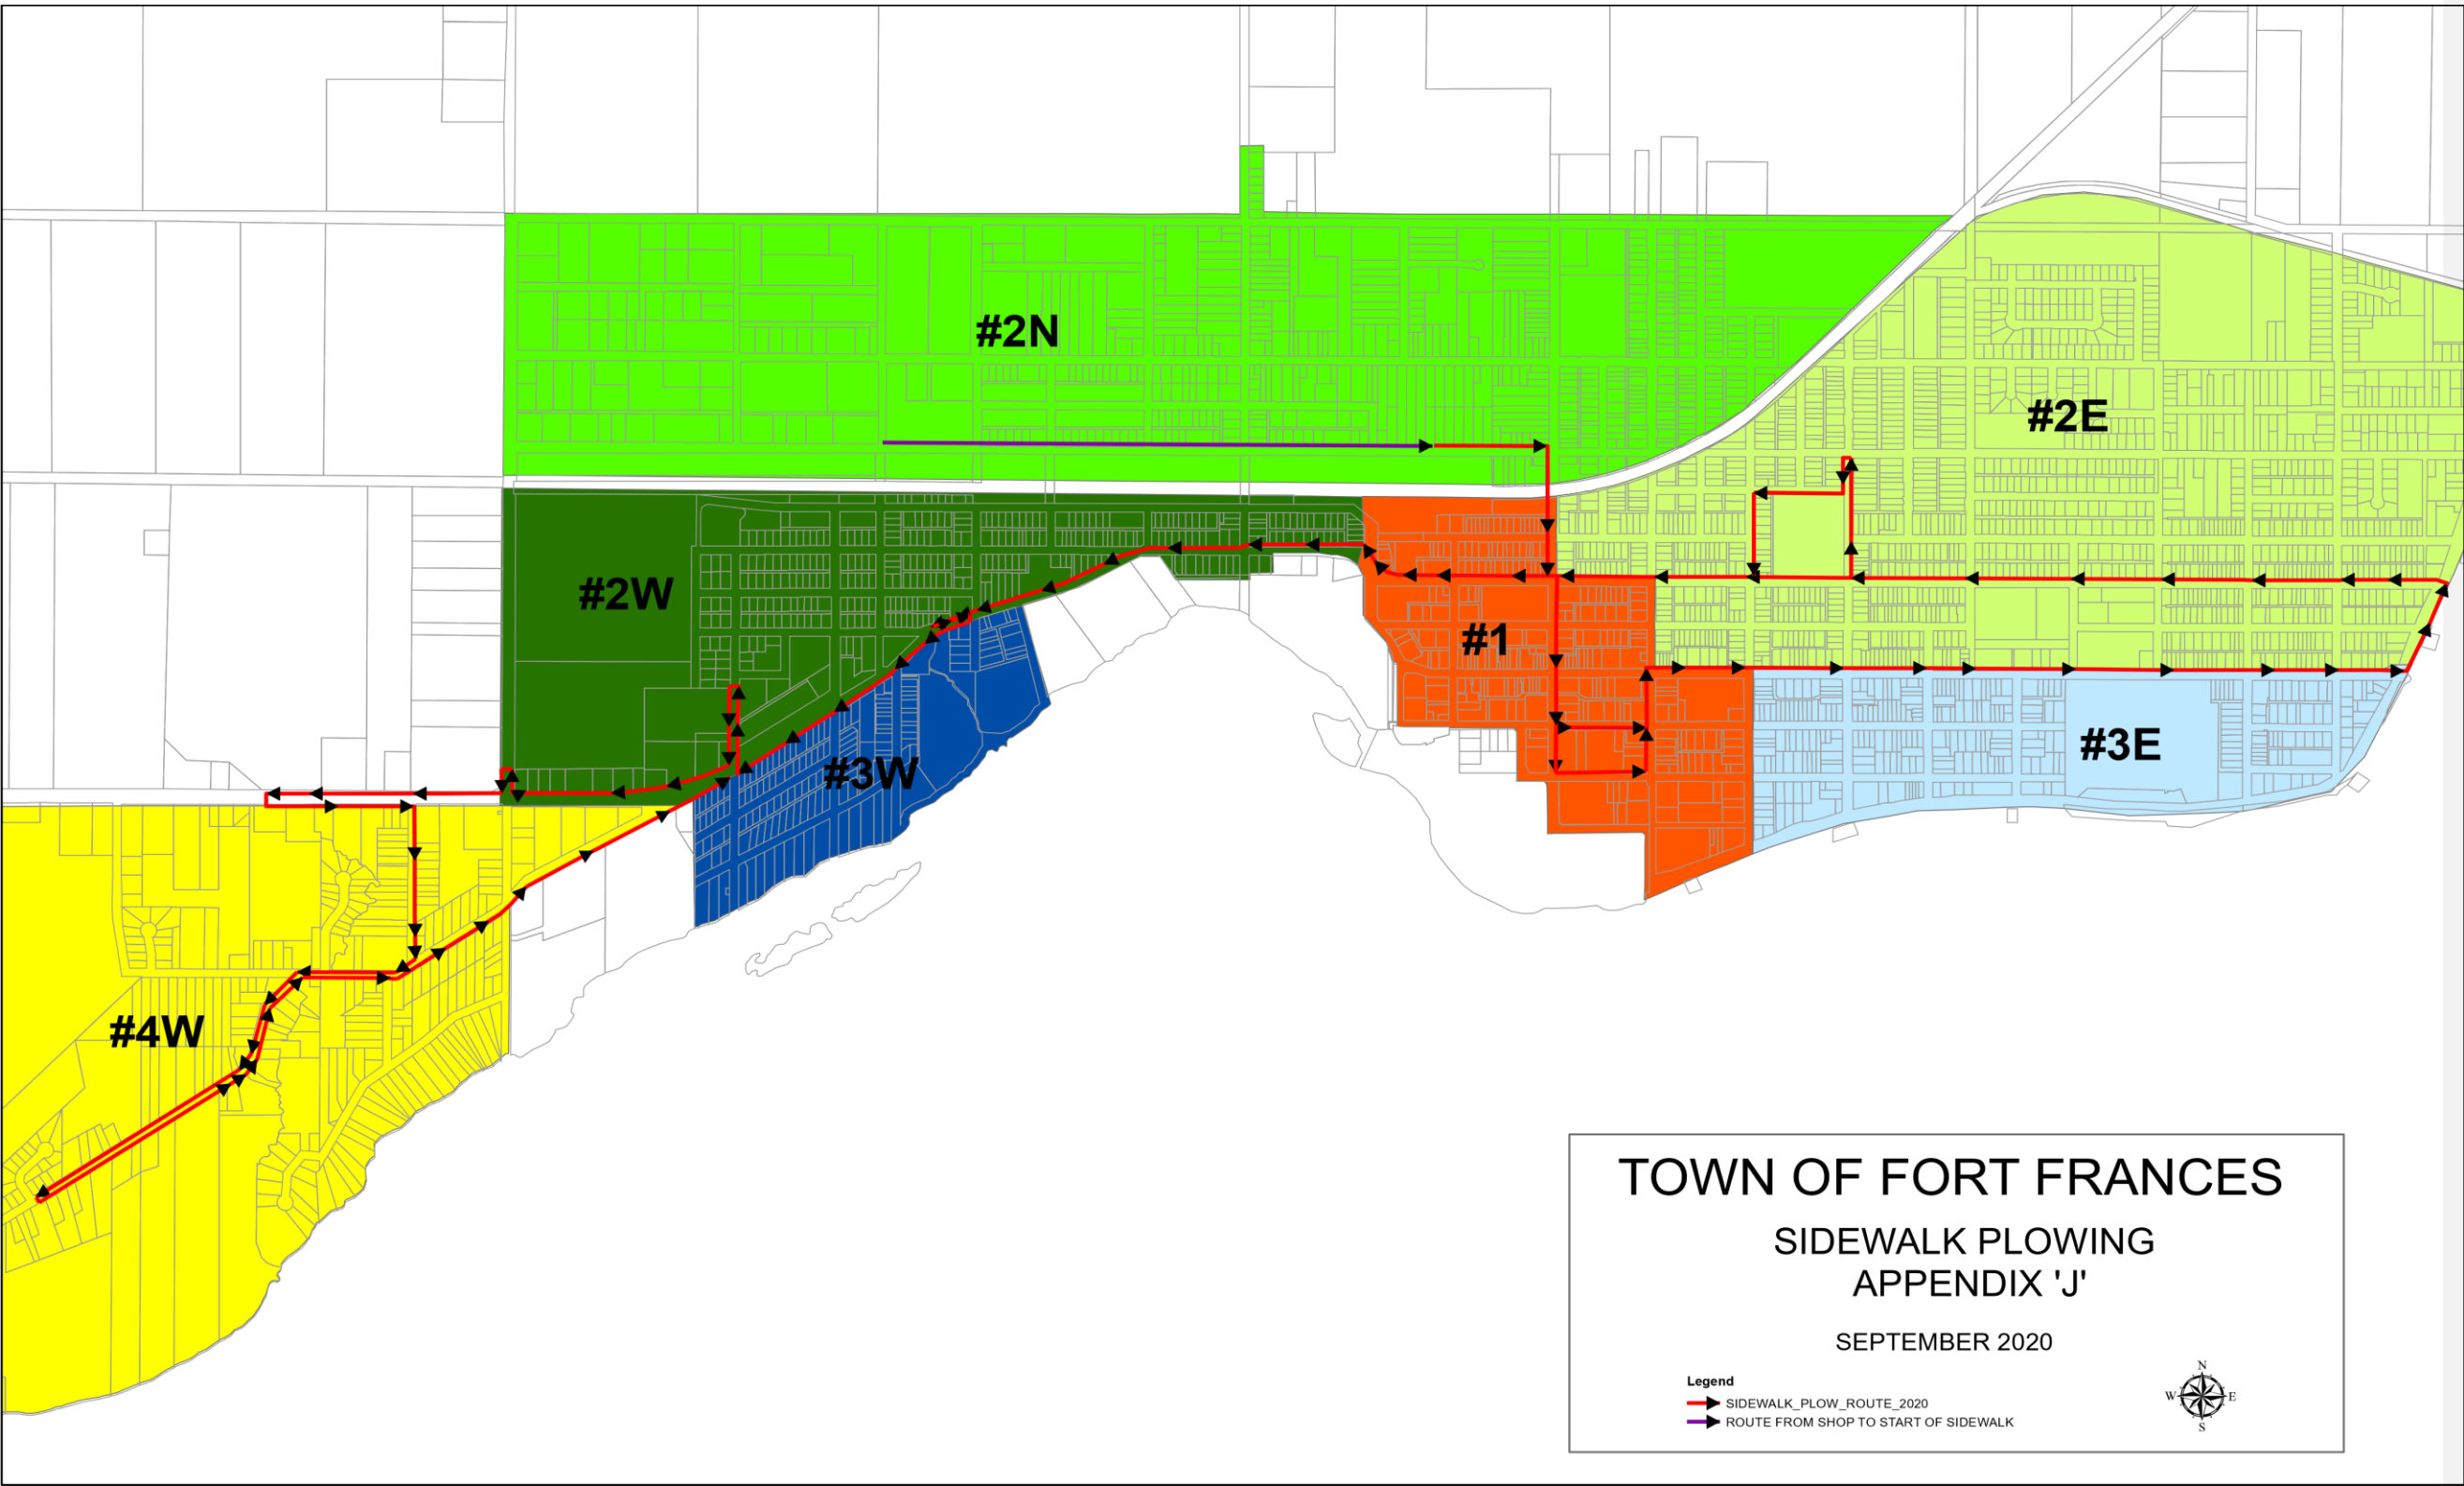 #2N
#2E
#2W
#1
#3W
#3E
#4W
TOWN OF FORT FRANCES
SIDEWALK PLOWING
APPENDIX 'J'
SEPTEMBER 2020
Legend
SIDEWALK_PLOW_ROUTE_2020
ROUTE FROM SHOP TO START OF SIDEWALK
N
W E
S